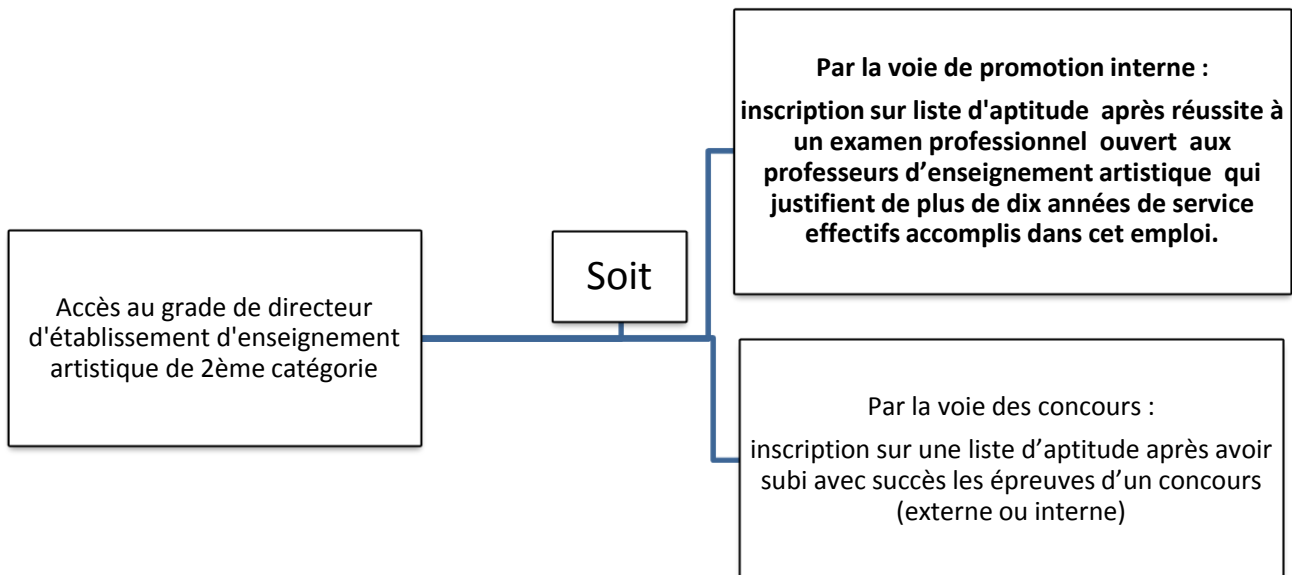 Accès au grade de directeur
d'établissement d'enseignement
artistique de 2ème catégorie
Soit
Par la voie de promotion interne :
inscription sur liste d'aptitude après réussite à
un examen professionnel ouvert aux
professeurs d’enseignement artistique qui
justifient de plus de dix années de service
effectifs accomplis dans cet emploi.
Par la voie des concours :
inscription sur une liste d’aptitude après avoir
subi avec succès les épreuves d’un concours
(externe ou interne)